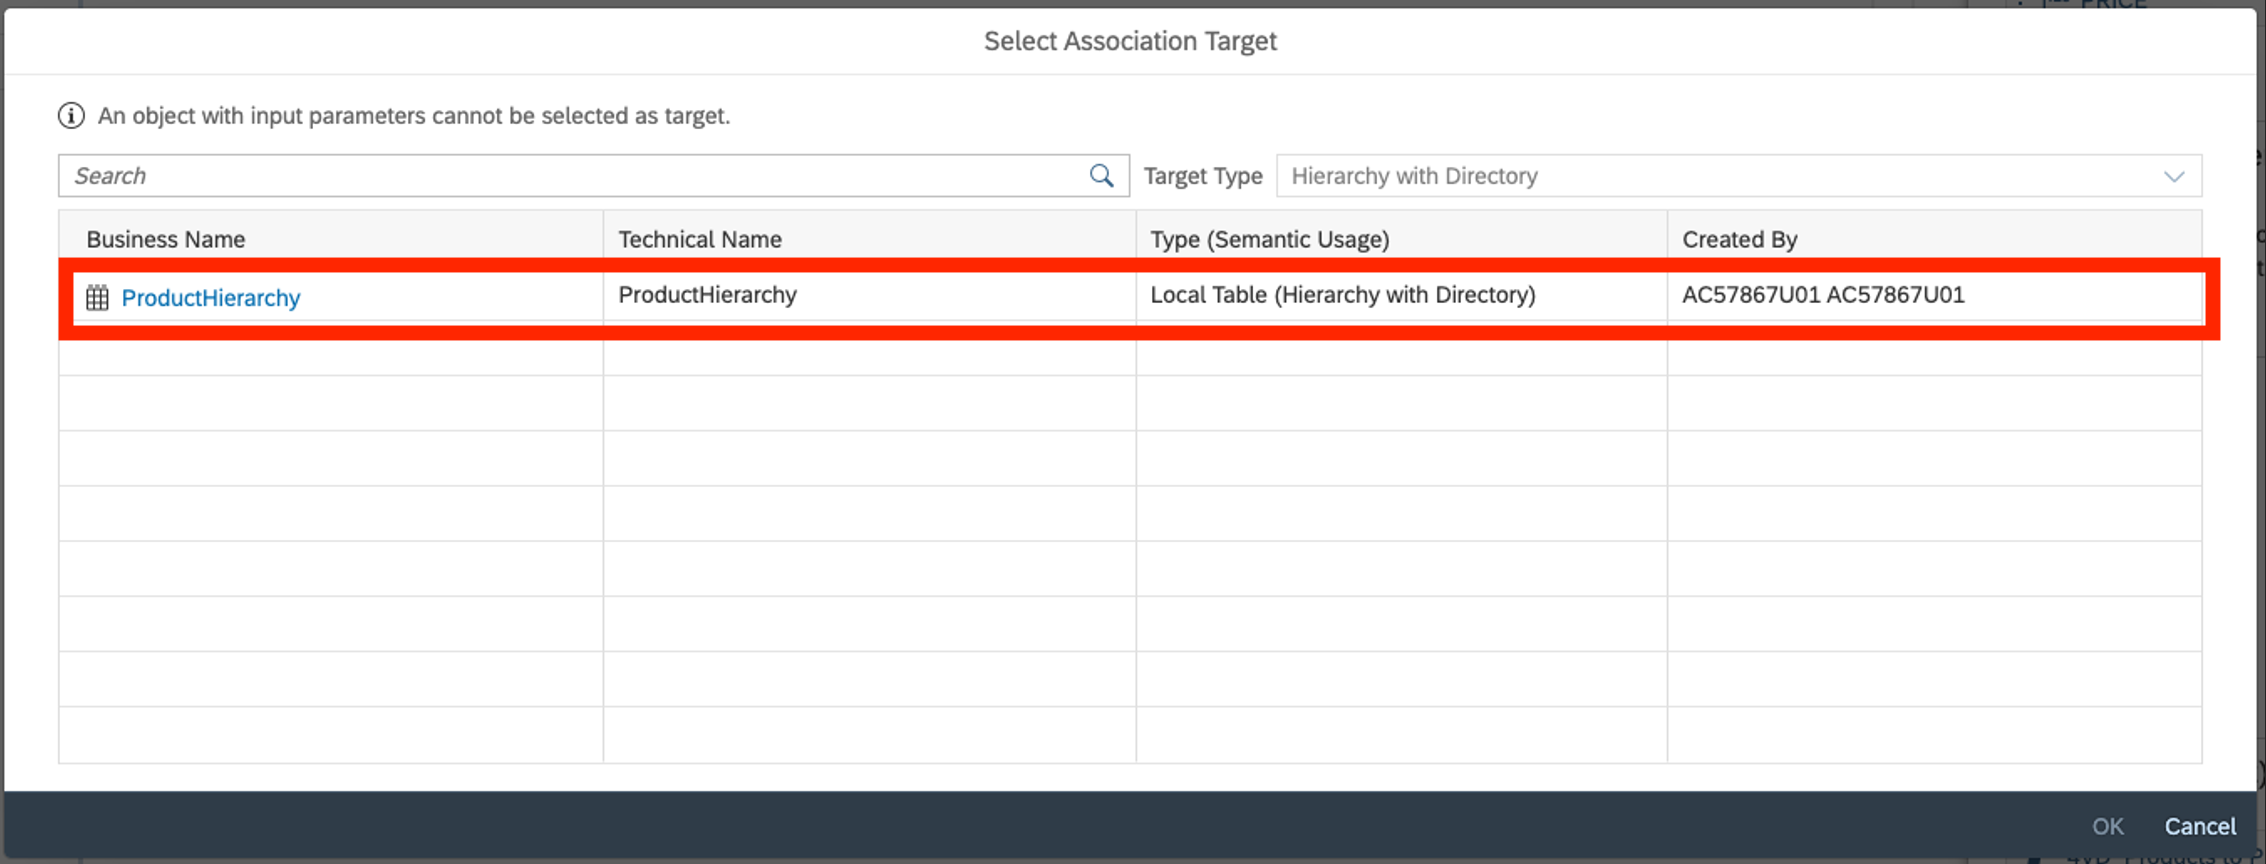 PRICE
Select Association Target
An object with input parameters cannot be selected as target.
Search
Target Type
Hierarchy with Directory
Business Name
Technical Name
Type (Semantic Usage)
Created By
ProductHierarchy
ProductHierarchy
Local Table (Hierarchy with Directory)
AC57867U01 AC57867U01
OK
Cancel